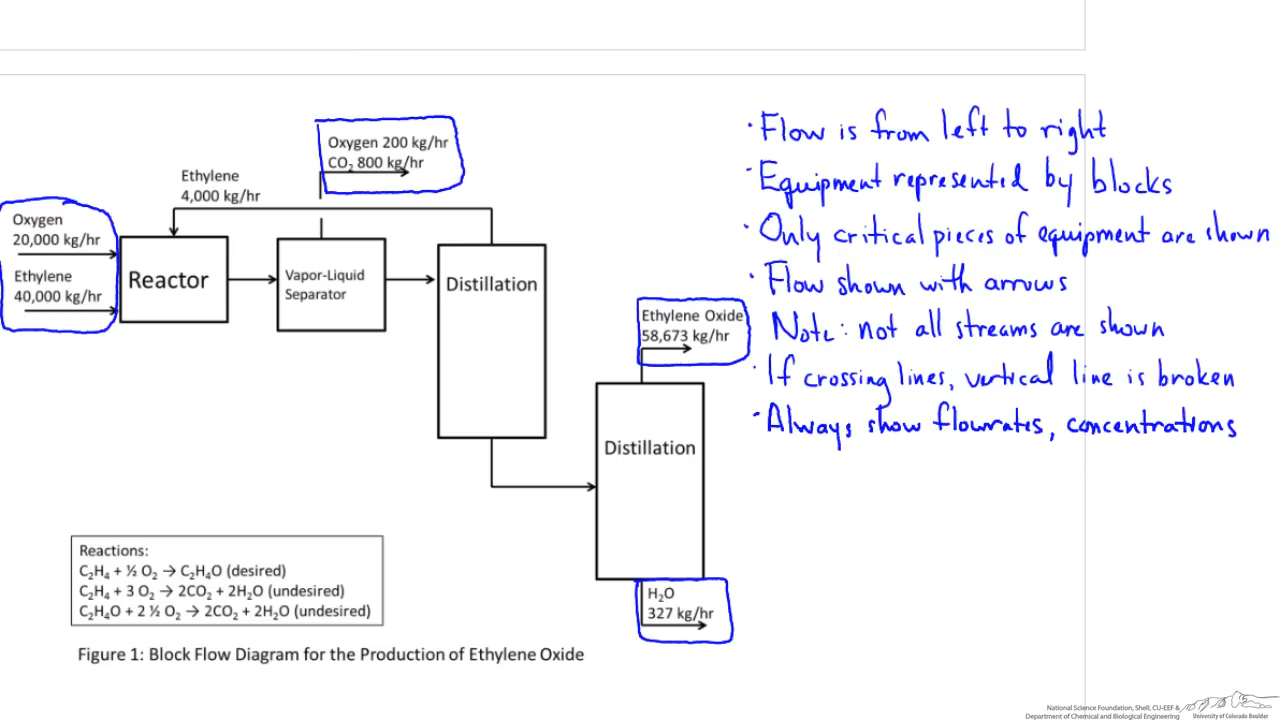 Oxygen 200 kg/hr
CO₂ 800 kg/hr
Ethylene
4,000 kg/hr
Oxygen
20,000 kg/hr
Ethylene
40,000 kg/hr
Reactor
Vapor-Liquid
Separator
Distillation
Ethylene Oxide
58,673 kg/hr
Distillation
H₂O
327 kg/hr
Reactions:
C₂H₄ + ½ O₂ → C₂H₄O (desired)
C₂H₄ + 3 O₂ → 2CO₂ + 2H₂O (undesired)
C₂H₄O + 2 ½ O₂ → 2CO₂ + 2H₂O (undesired)
Figure 1: Block Flow Diagram for the Production of Ethylene Oxide
· Flow is from left to right
· Equipment represented by blocks
· Only critical pieces of equipment are shown
· Flow shown with arrows
Note: not all streams are shown
· If crossing lines, vertical line is broken
· Always show flowrates, concentrations
National Science Foundation, Shell, CU-EEF &
Department of Chemical and Biological Engineering
University of Colorado Boulder